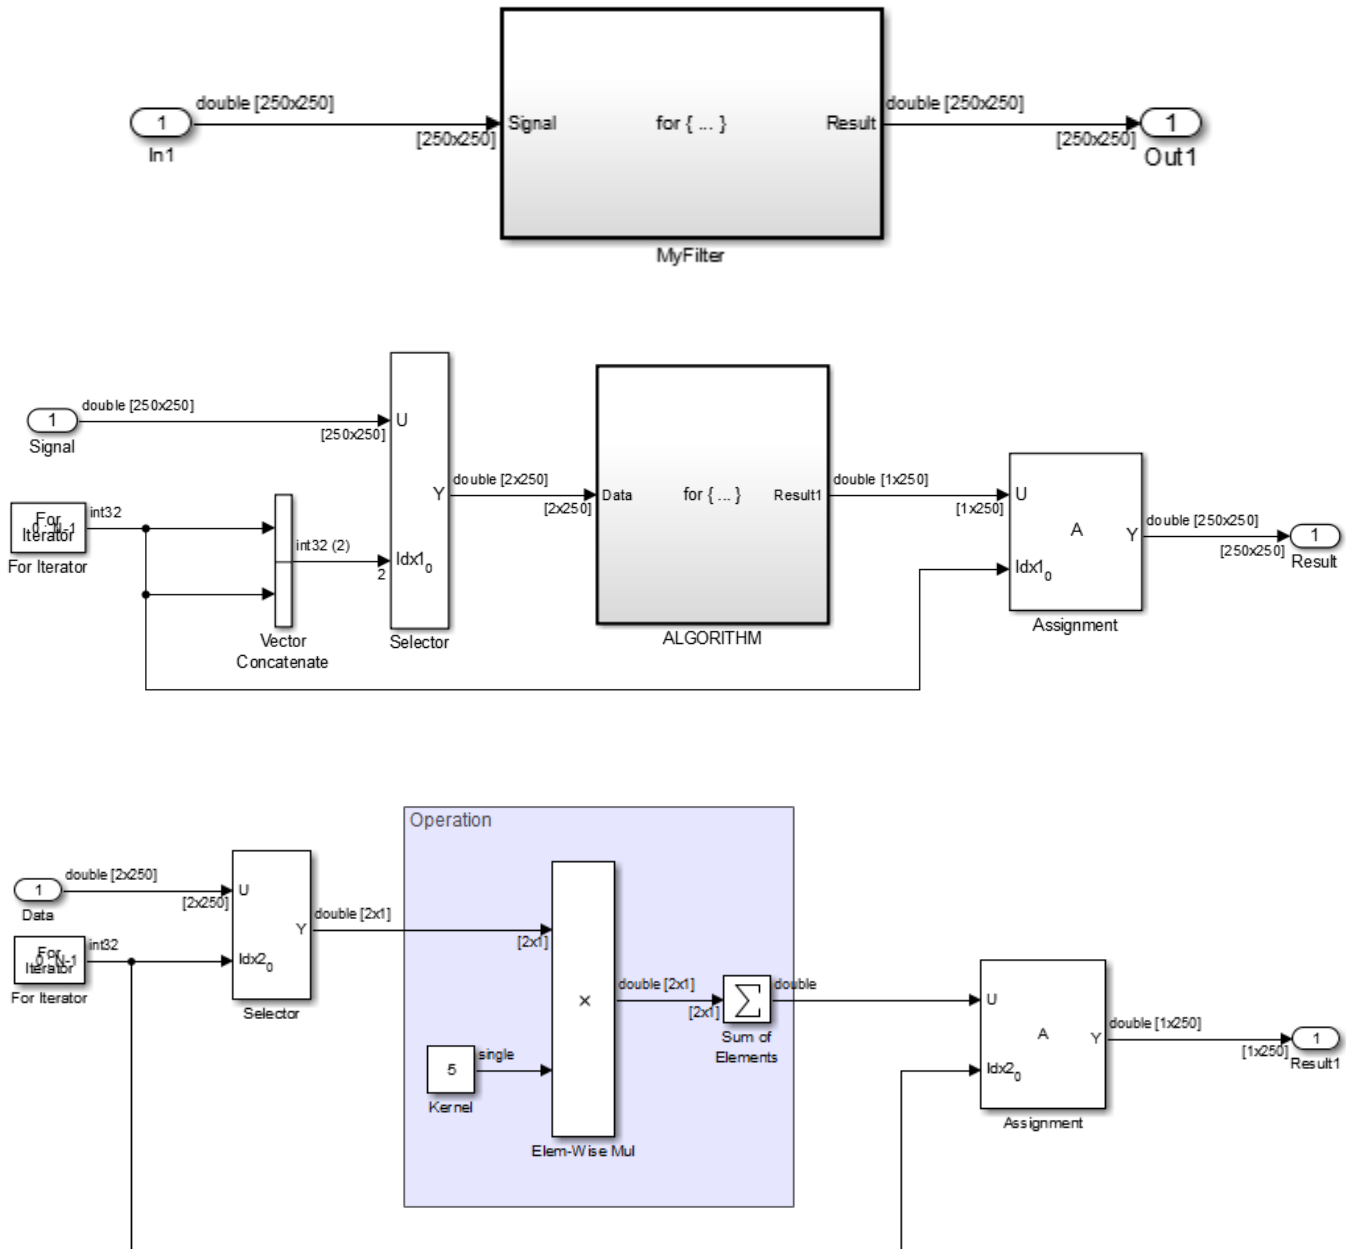 double [250x250]
1
[250x250]
In1
Signal
for { ... }
Result
MyFilter
double [250x250]
1
[250x250]
Out1
double [250x250]
1
[250x250]
Signal
U
Y
Idx1 0
Selector
For
Iterator
0 : N-1
int32
For Iterator
int32 (2)
2
Vector
Concatenate
double [2x250]
[2x250]
Data
for { ... }
Result1
ALGORITHM
double [1x250]
[1x250]
U
A
Y
Idx1 0
Assignment
double [250x250]
1
[250x250]
Result
Operation
double [2x250]
1
[2x250]
Data
U
Y
Idx2 0
Selector
For
Iterator
0 : N-1
int32
For Iterator
double [2x1]
[2x1]
×
Elem-Wise Mul
5
single
Kernel
double [2x1]
[2x1]
∑
Sum of
Elements
double
U
A
Y
Idx2 0
Assignment
double [1x250]
1
[1x250]
Result1